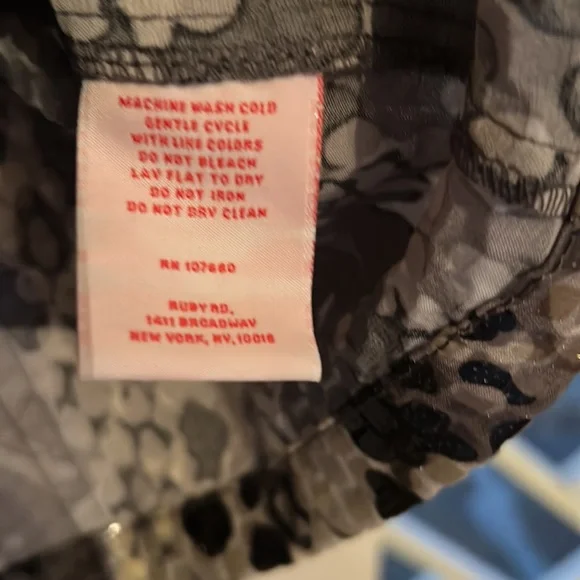 MACHINE WASH COLD
GENTLE CYCLE
WITH LIKE COLORS
DO NOT BLEACH
LAY FLAT TO DRY
DO NOT IRON
DO NOT DRY CLEAN
RN 107660
RUBY RD.
1411 BROADWAY
NEW YORK, NY, 10018